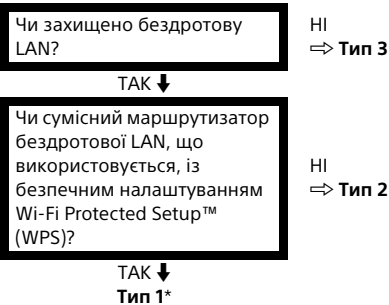 Чи захищено бездротову
LAN?
НІ
⇨ Тип 3
ТАК ⬇
Чи сумісний маршрутизатор
бездротової LAN, що
використовується, із
безпечним налаштуванням
Wi-Fi Protected Setup™
(WPS)?
НІ
⇨ Тип 2
ТАК ⬇
Тип 1*